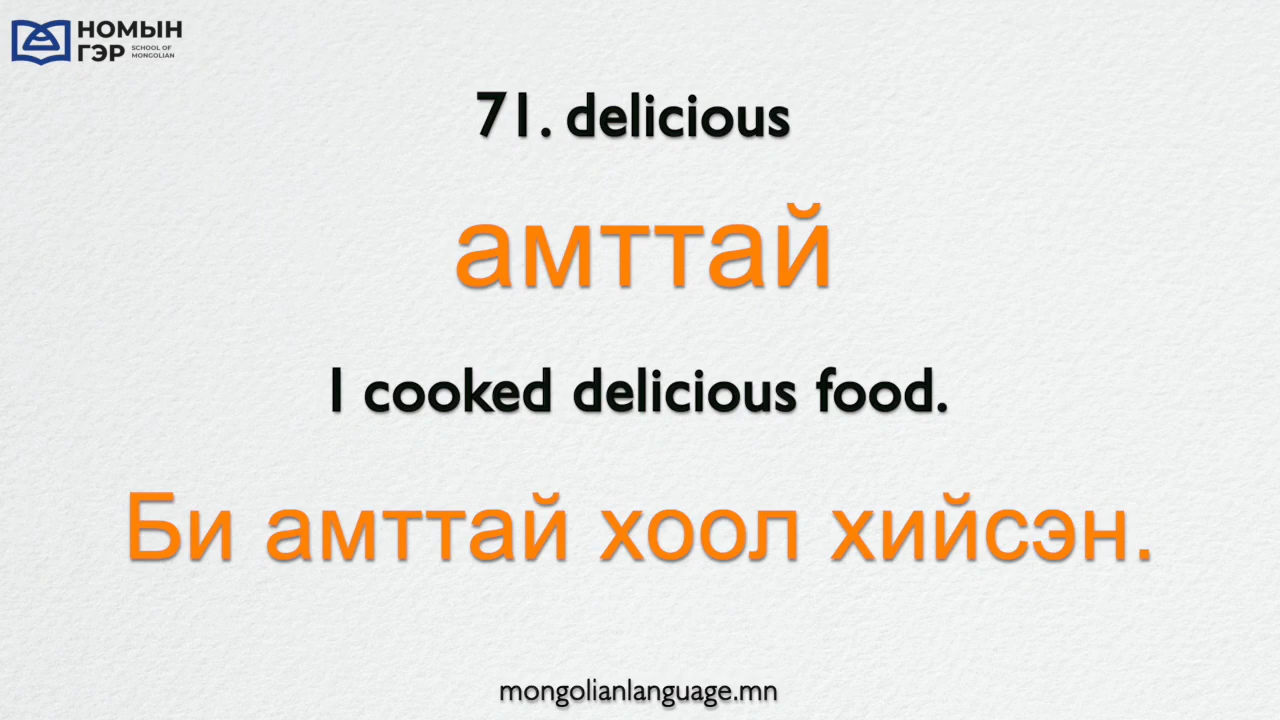 НОМЫН
ГЭР SCHOOL OF
MONGOLIAN
71. delicious
амттай
I cooked delicious food.
Би амттай хоол хийсэн.
mongolianlanguage.mn